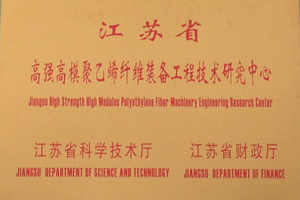 江苏省
高强高模聚乙烯纤维装备工程技术研究中心
Jiangsu High Strength High Modulus Polyethylene Fiber Machinery Engineering Research Center
江苏省科学技术厅 江苏省财政厅
JIANGSU DEPARTMENT OF SCIENCE AND TECHNOLOGY JIANGSU DEPARTMENT OF FINANCE